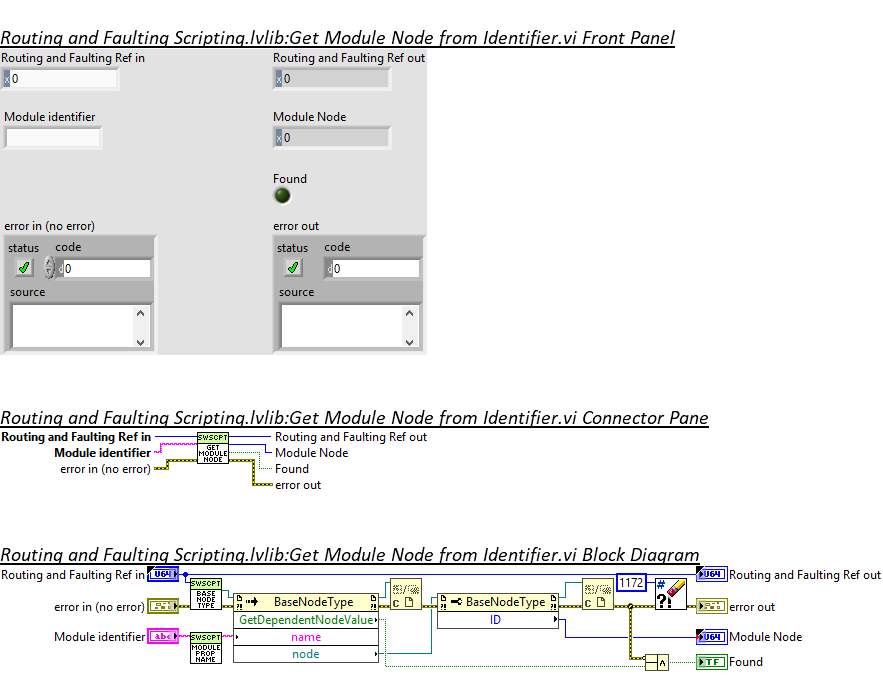 Routing and Faulting Scripting.lvlib:Get Module Node from Identifier.vi Front Panel
Routing and Faulting Ref in
Routing and Faulting Ref out
x 0
x 0
Module identifier
Module Node
x 0
Found
error in (no error)
error out
status code
status code
d 0
d 0
source
source
Routing and Faulting Scripting.lvlib:Get Module Node from Identifier.vi Connector Pane
Routing and Faulting Ref in
Module identifier
error in (no error)
SWSCPT
GET
MODULE
NODE
Routing and Faulting Ref out
Module Node
Found
error out
Routing and Faulting Scripting.lvlib:Get Module Node from Identifier.vi Block Diagram
Routing and Faulting Ref in
U64
error in (no error)
Module identifier
abc
SWSCPT
BASE
NODE
TYPE
SWSCPT
MODULE
PROP
NAME
BaseNodeType
GetDependentNodeValue
name
node
C
BaseNodeType
ID
C
1172
#
?!
U64
Routing and Faulting Ref out
error out
U64
Module Node
TF
Found